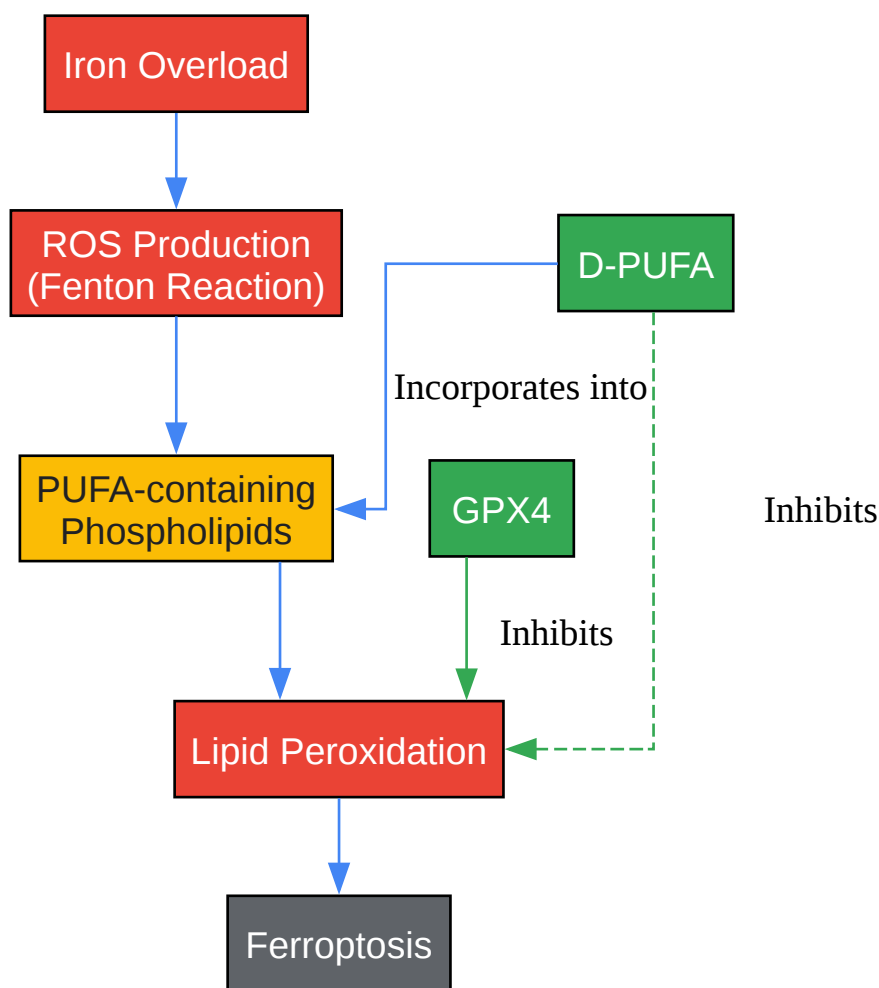 Iron Overload
ROS Production
(Fenton Reaction)
D-PUFA
Incorporates into
PUFA-containing
Phospholipids
GPX4
Inhibits
Inhibits
Lipid Peroxidation
Ferroptosis